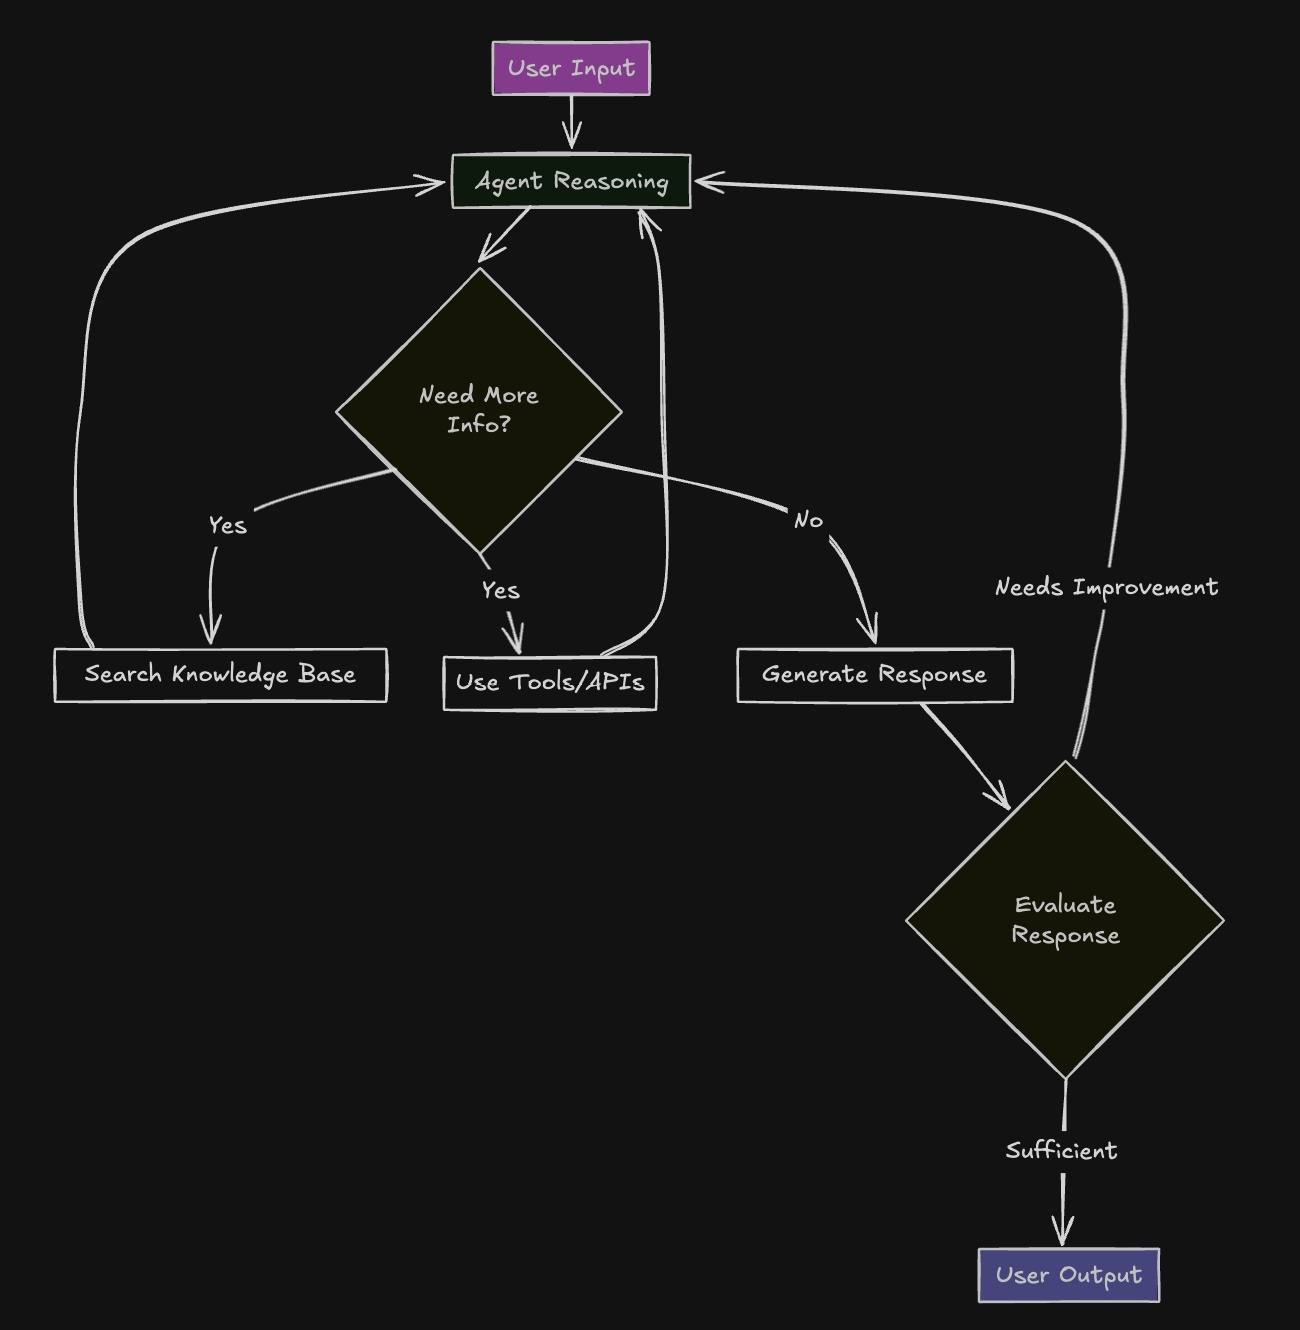 User Input
Agent Reasoning
Need More
Info?
Yes
No
Yes
Needs Improvement
Search Knowledge Base
Use Tools/APIs
Generate Response
Evaluate
Response
Sufficient
User Output